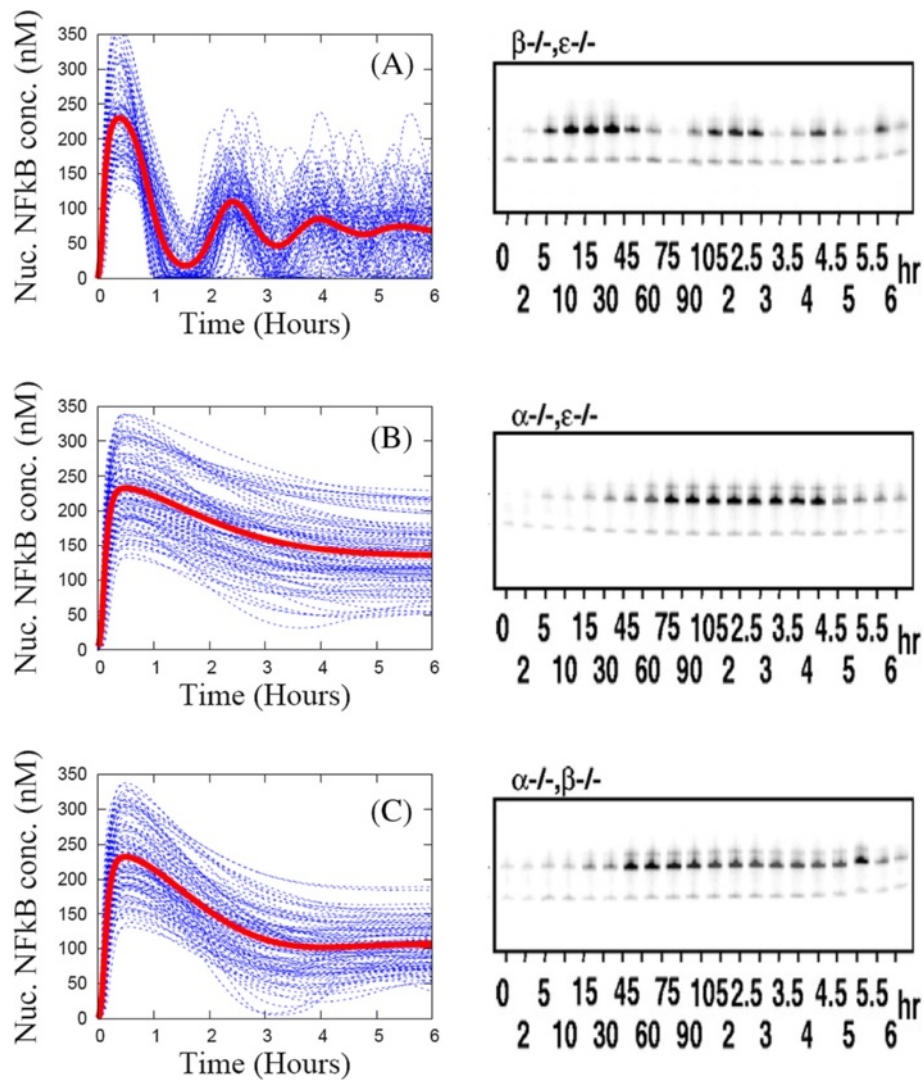 Nuc. NFkB conc. (nM)
350
300
250
200
150
100
50
0
(A)
0 1 2 3 4 5 6
Time (Hours)
β-/-,ε-/-
0 5 15 45 75 105 2.5 3.5 4.5 5.5 hr
2 10 30 60 90 2 3 4 5 6
Nuc. NFkB conc. (nM)
350
300
250
200
150
100
50
0
(B)
0 1 2 3 4 5 6
Time (Hours)
α-/-,ε-/-
0 5 15 45 75 105 2.5 3.5 4.5 5.5 hr
2 10 30 60 90 2 3 4 5 6
Nuc. NFkB conc. (nM)
350
300
250
200
150
100
50
0
(C)
0 1 2 3 4 5 6
Time (Hours)
α-/-,β-/-
0 5 15 45 75 105 2.5 3.5 4.5 5.5 hr
2 10 30 60 90 2 3 4 5 6